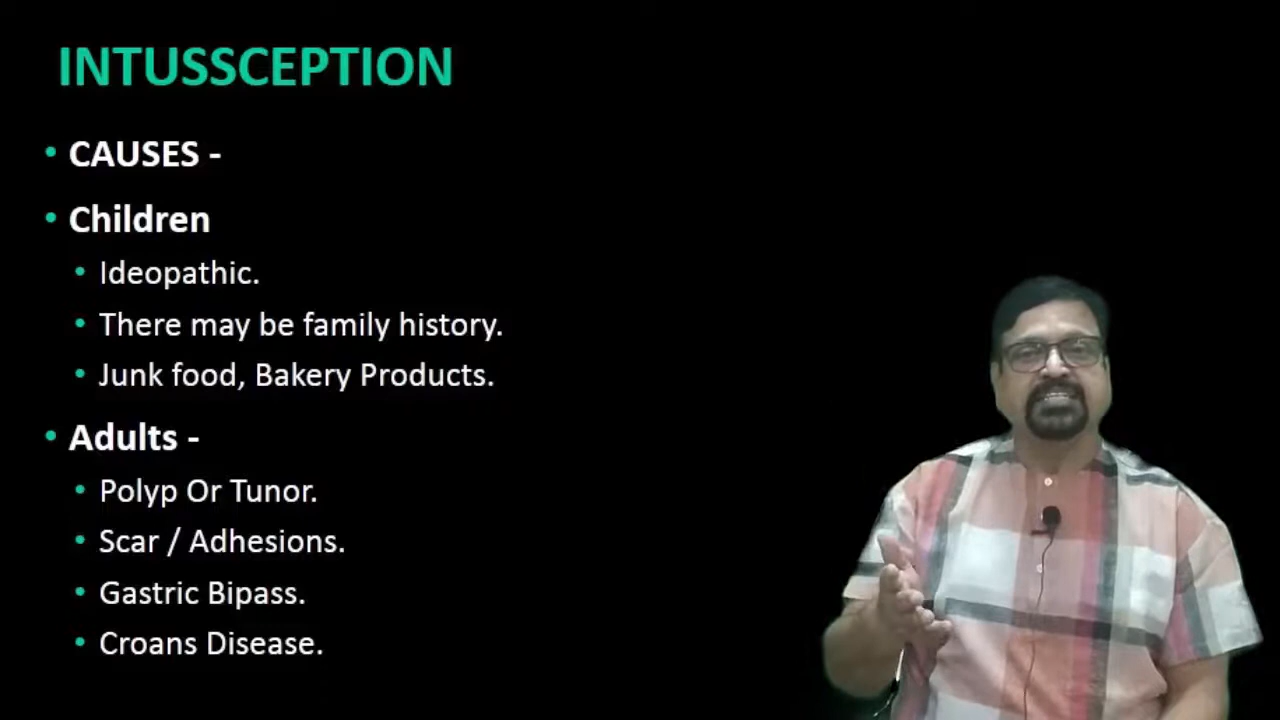 INTUSSCEPTION
• CAUSES -
• Children
• Ideopathic.
• There may be family history.
• Junk food, Bakery Products.
• Adults -
• Polyp Or Tunor.
• Scar / Adhesions.
• Gastric Bipass.
• Croans Disease.